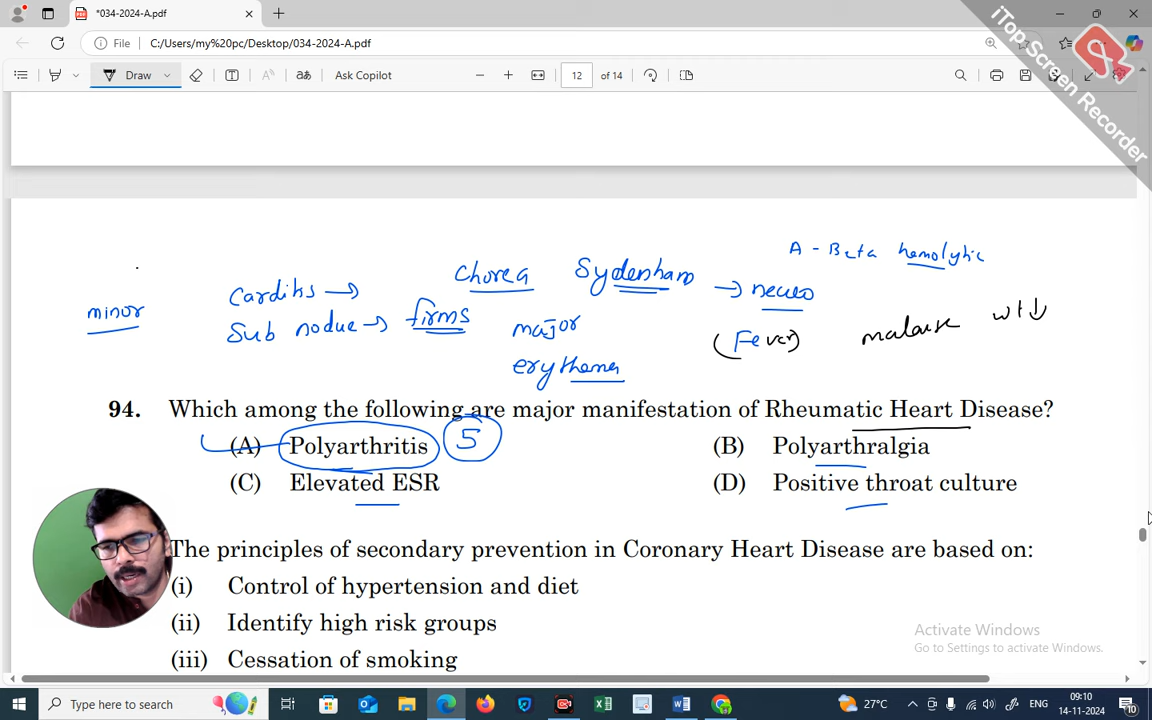 *034-2024-A.pdf
File C:/Users/my%20pc/Desktop/034-2024-A.pdf
iTop Screen Recorder
Draw Ask Copilot 12 of 14
A - Beta hemolytic
Chorea Sydenham → neuro
Carditis →
minor Sub nodue → firms major (Fever) malaise wt↓
erythema
94. Which among the following are major manifestation of Rheumatic Heart Disease?
(A) Polyarthritis 5 (B) Polyarthralgia
(C) Elevated ESR (D) Positive throat culture
The principles of secondary prevention in Coronary Heart Disease are based on:
(i) Control of hypertension and diet
(ii) Identify high risk groups
(iii) Cessation of smoking
Activate Windows
Go to Settings to activate Windows.
Type here to search 27°C ENG 09:10
14-11-2024 10